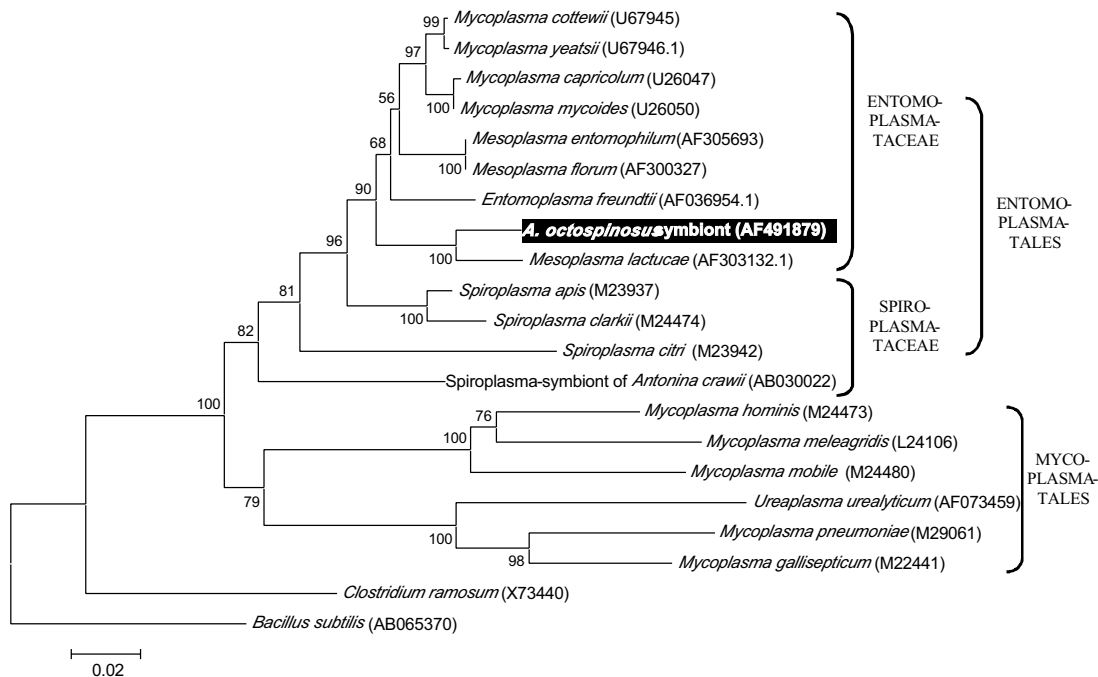 99
Mycoplasma cottewii (U67945)
Mycoplasma yeatsii (U67946.1)
97
Mycoplasma capricolum (U26047)
100
Mycoplasma mycoides (U26050)
56
Mesoplasma entomophilum (AF305693)
100
Mesoplasma florum (AF300327)
68
Entomoplasma freundtii (AF036954.1)
90
A. octospinosus symbiont (AF491879)
100
Mesoplasma lactucae (AF303132.1)
96
Spiroplasma apis (M23937)
100
Spiroplasma clarkii (M24474)
81
Spiroplasma citri (M23942)
82
Spiroplasma-symbiont of Antonina crawii (AB030022)
100
76
Mycoplasma hominis (M24473)
100
Mycoplasma meleagridis (L24106)
Mycoplasma mobile (M24480)
79
Ureaplasma urealyticum (AF073459)
100
Mycoplasma pneumoniae (M29061)
98
Mycoplasma gallisepticum (M22441)
Clostridium ramosum (X73440)
Bacillus subtilis (AB065370)
ENTOMO-
PLASMA-
TACEAE
SPIRO-
PLASMA-
TACEAE
ENTOMO-
PLASMA-
TALES
MYCO-
PLASMA-
TALES
0.02